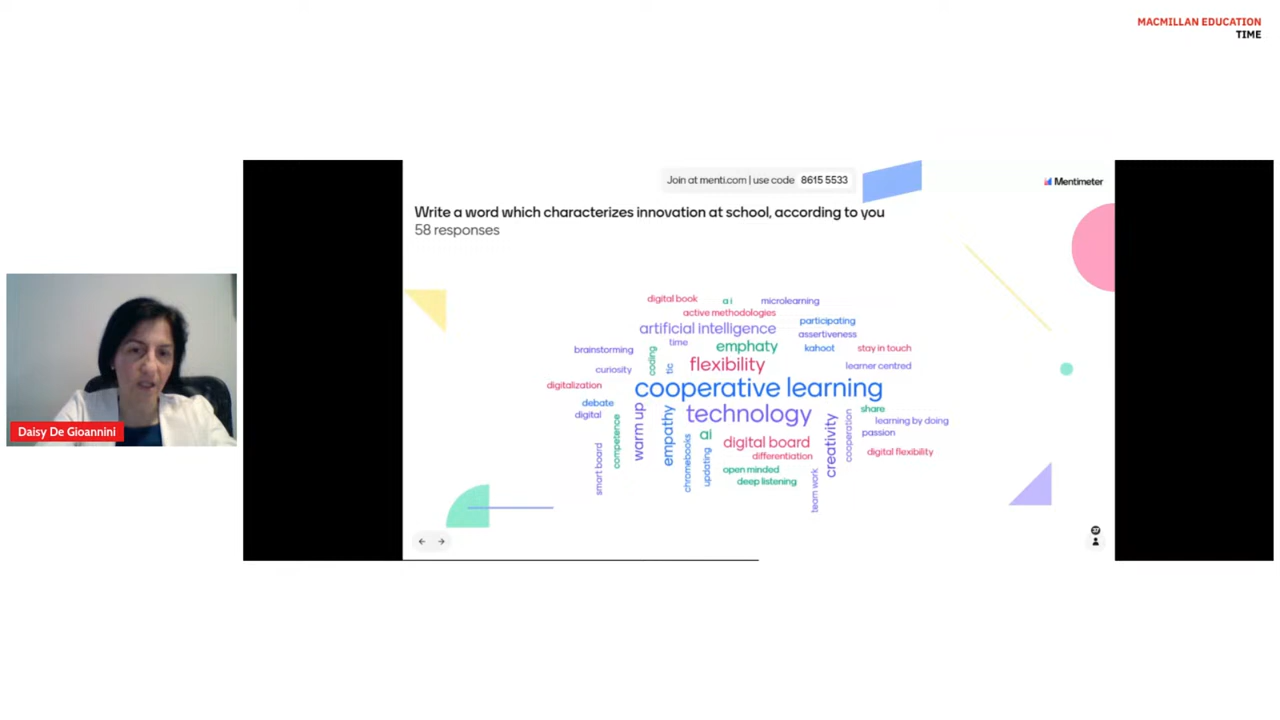 MACMILLAN EDUCATION
TIME
Join at menti.com | use code 8615 5533
Mentimeter
Write a word which characterizes innovation at school, according to you
58 responses
digital book
a i
microlearning
active methodologies
participating
artificial intelligence
assertiveness
time
emphaty
kahoot
stay in touch
brainstorming
coding
tic
flexibility
learner centred
curiosity
digitalization
cooperative learning
debate
digital
competence
warm up
empathy
technology
creativity
cooperation
share
learning by doing
passion
ai
digital board
chromebooks
updating
differentiation
digital flexibility
smart board
open minded
deep listening
team work
Daisy De Gioannini
37